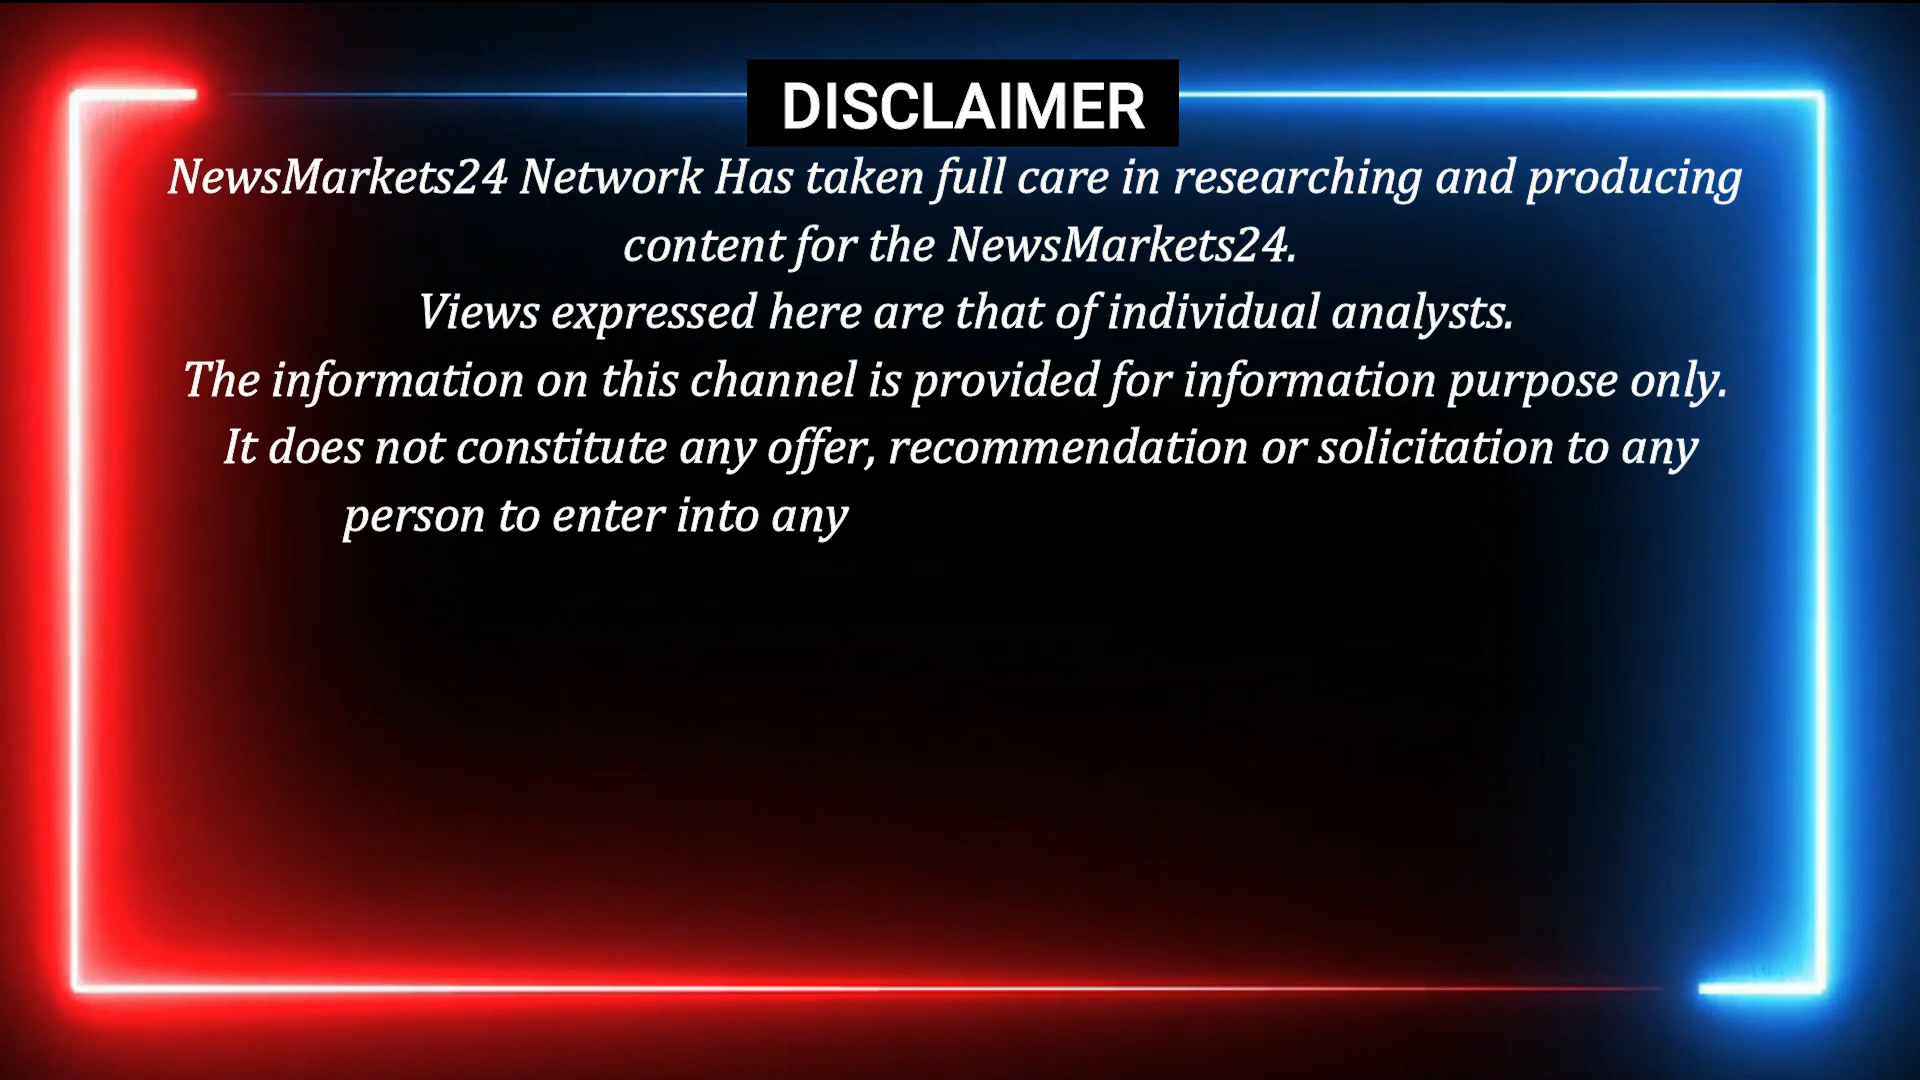 DISCLAIMER
NewsMarkets24 Network Has taken full care in researching and producing
content for the NewsMarkets24.
Views expressed here are that of individual analysts.
The information on this channel is provided for information purpose only.
It does not constitute any offer, recommendation or solicitation to any
person to enter into any